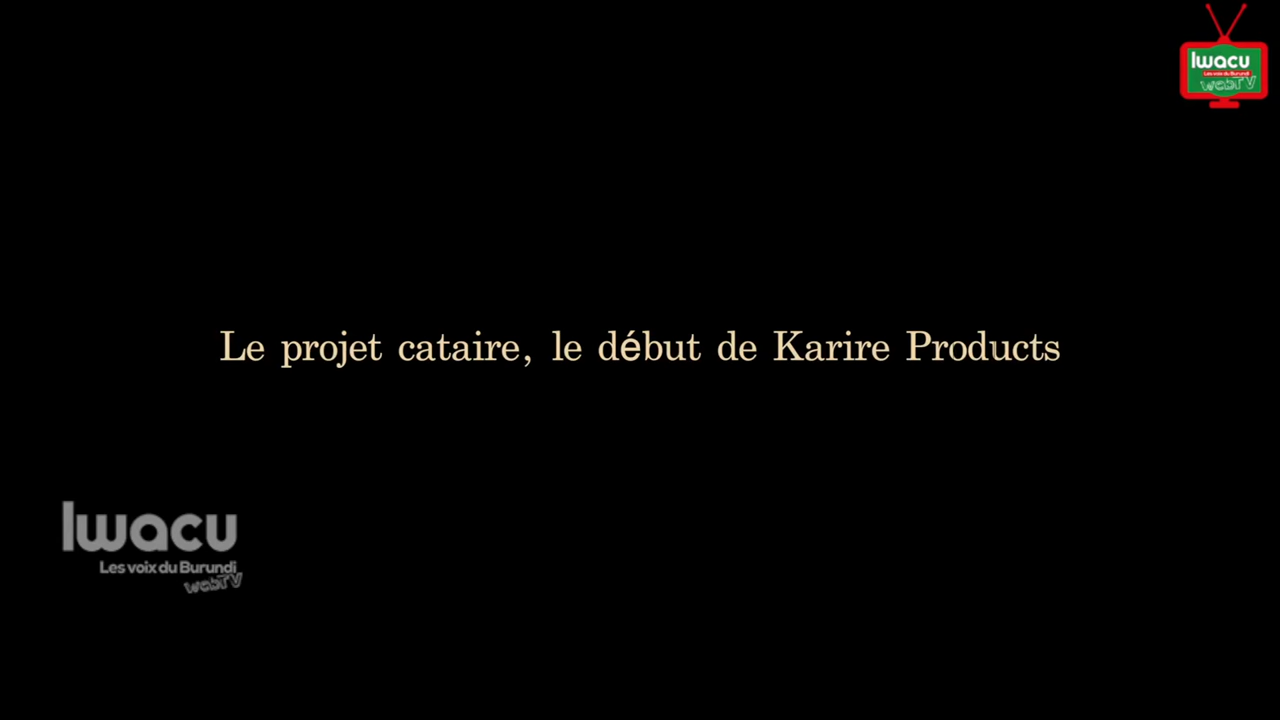 Iwacu
Les voix du Burundi
webTV
Le projet cataire, le début de Karire Products
Iwacu
Les voix du Burundi
webTV